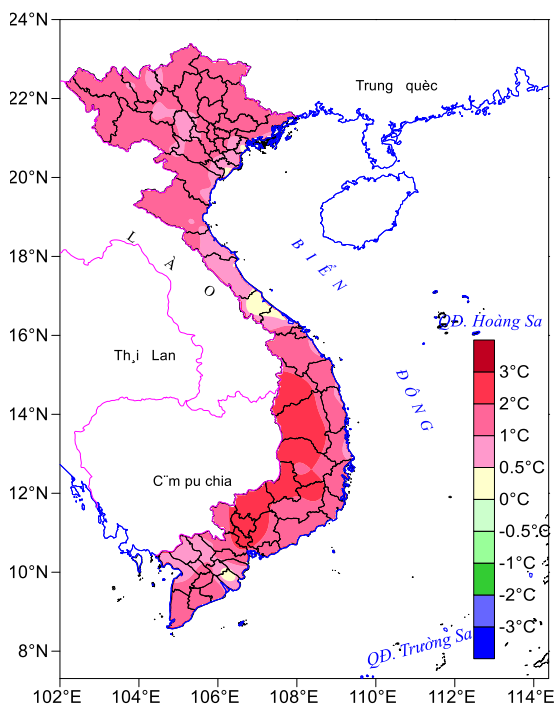 24°N
22°N
20°N
18°N
16°N
14°N
12°N
10°N
8°N
Trung quèc
LÀO
BIỂN
ĐÔNG
QĐ. Hoàng Sa
Th¸i Lan
C¨m pu chia
QĐ. Trường Sa
3°C
2°C
1°C
0.5°C
0°C
-0.5°C
-1°C
-2°C
-3°C
102°E 104°E 106°E 108°E 110°E 112°E 114°E